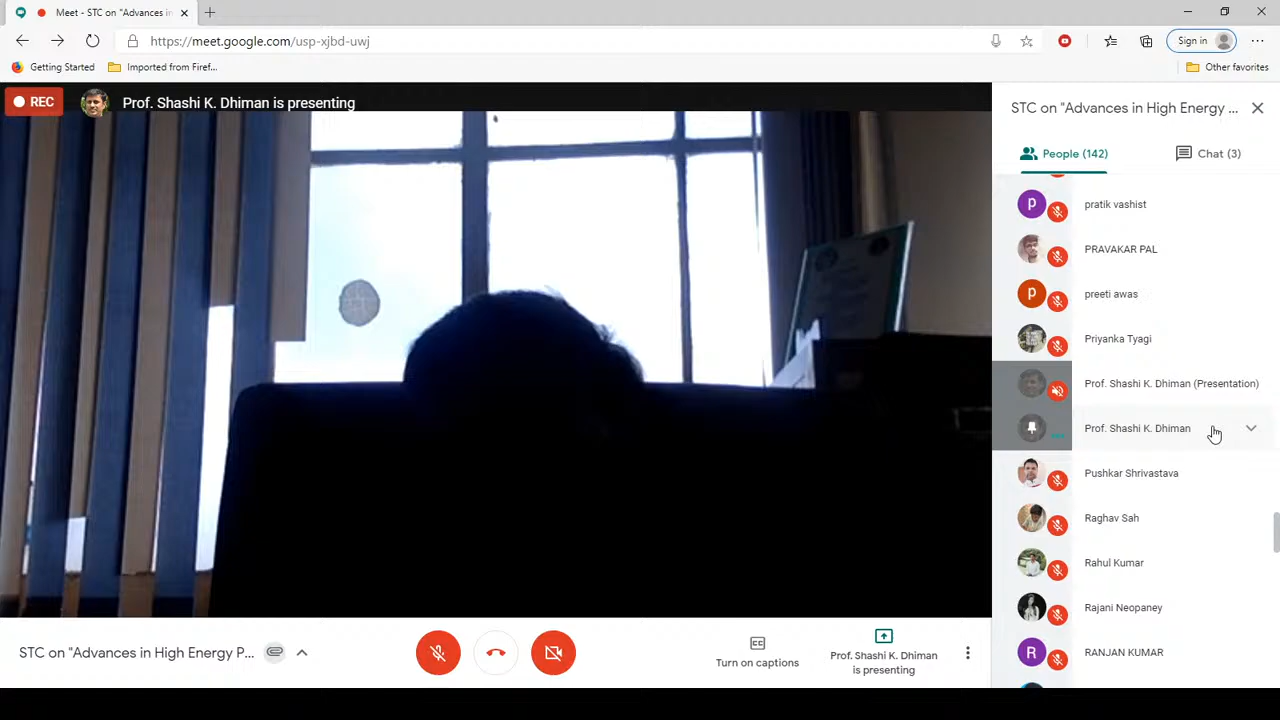 Meet - STC on "Advances in
https://meet.google.com/usp-xjbd-uwj
Sign in
Getting Started
Imported from Firef...
Other favorites
REC
Prof. Shashi K. Dhiman is presenting
STC on "Advances in High Energy ...
People (142)
Chat (3)
pratik vashist
PRAVAKAR PAL
preeti awas
Priyanka Tyagi
Prof. Shashi K. Dhiman (Presentation)
Prof. Shashi K. Dhiman
Pushkar Shrivastava
Raghav Sah
Rahul Kumar
Rajani Neopaney
RANJAN KUMAR
STC on "Advances in High Energy P...
Turn on captions
Prof. Shashi K. Dhiman
is presenting